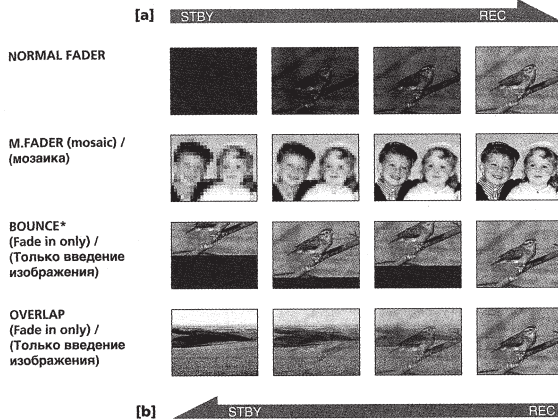 [a] STBY REC
NORMAL FADER
M.FADER (mosaic) /
(мозаика)
BOUNCE*
(Fade in only) /
(Только введение
изображения)
OVERLAP
(Fade in only) /
(Только введение
изображения)
[b] STBY REC